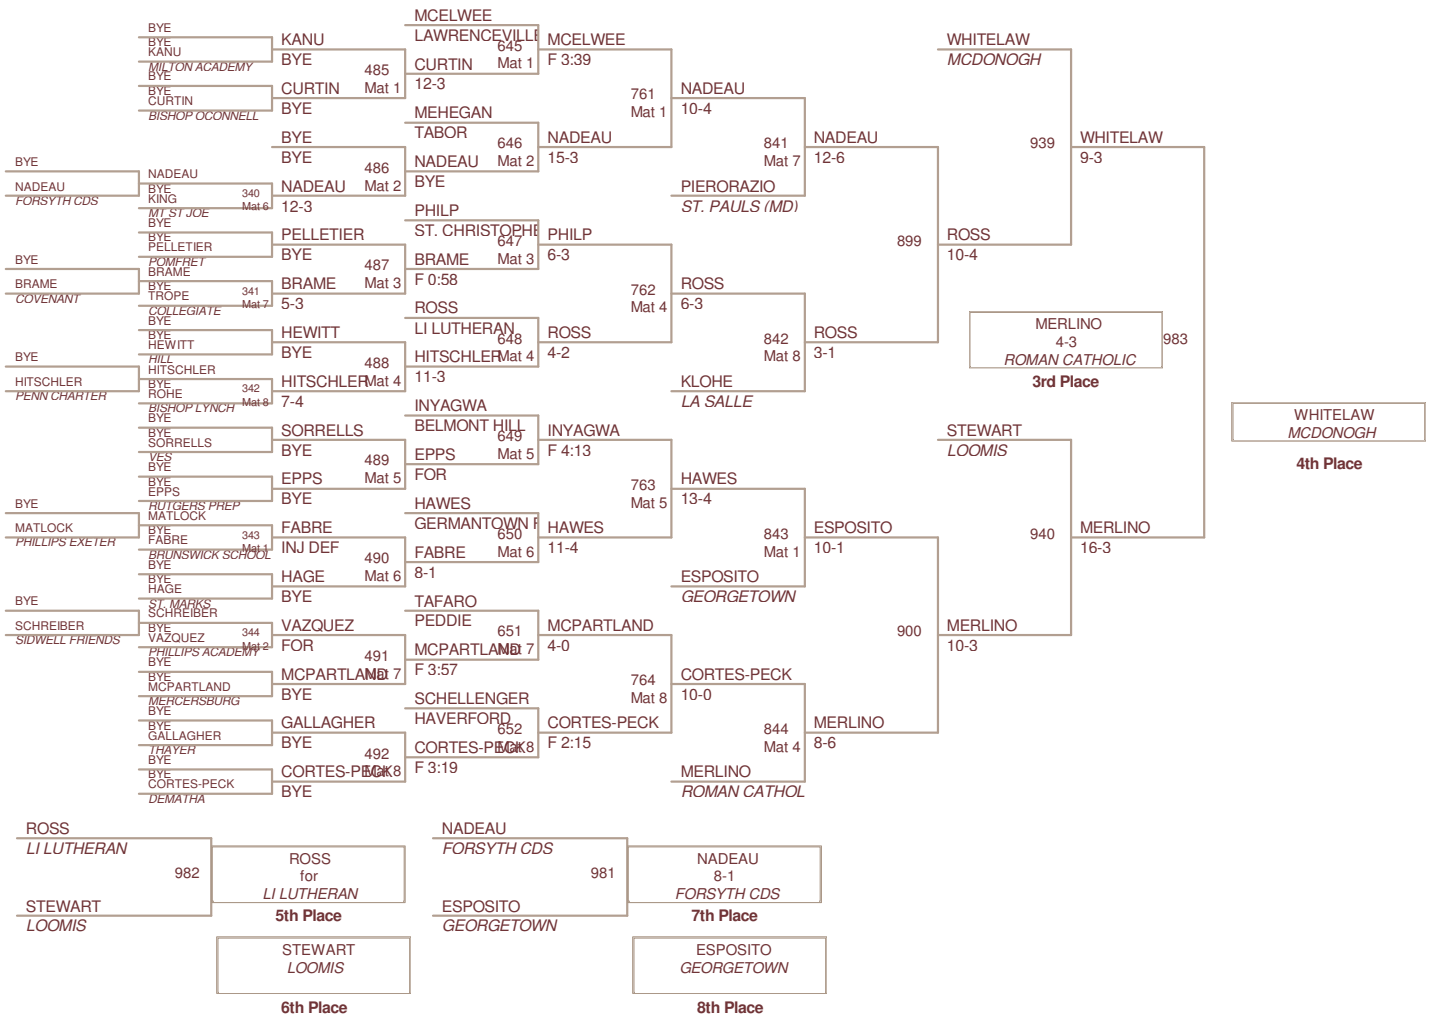 BYE
BYE
KANU
MILTON ACADEMY
BYE
BYE
CURTIN
BISHOP OCONNELL
BYE
NADEAU
FORSYTH CDS
NADEAU
BYE
KING
MT ST JOE
340
Mat 6
BYE
BYE
PELLETIER
POMFRET
BYE
BRAME
COVENANT
BRAME
BYE
TROPE
COLLEGIATE
341
Mat 7
BYE
BYE
HEWITT
HILL
BYE
HITSCHLER
PENN CHARTER
HITSCHLER
BYE
ROHE
BISHOP LYNCH
342
Mat 8
BYE
BYE
SORRELLS
VES
BYE
BYE
EPPS
RUTGERS PREP
BYE
MATLOCK
PHILLIPS EXETER
MATLOCK
BYE
FABRE
BRUNSWICK SCHOOL
343
Mat 1
BYE
BYE
HAGE
ST. MARKS
BYE
SCHREIBER
SIDWELL FRIENDS
SCHREIBER
BYE
VAZQUEZ
PHILLIPS ACADEMY
344
Mat 2
BYE
BYE
MCPARTLAND
MERCERSBURG
BYE
BYE
GALLAGHER
THAYER
BYE
BYE
CORTES-PECK
DEMATHA
KANU
BYE
485
Mat 1
CURTIN
BYE
BYE
BYE
486
Mat 2
NADEAU
12-3
PELLETIER
BYE
487
Mat 3
BRAME
5-3
HEWITT
BYE
488
Mat 4
HITSCHLER
7-4
SORRELLS
BYE
489
Mat 5
EPPS
BYE
FABRE
INJ DEF
490
Mat 6
HAGE
BYE
VAZQUEZ
FOR
491
Mat 7
MCPARTLAND
BYE
GALLAGHER
BYE
492
Mat 8
CORTES-PECK
BYE
MCELWEE
LAWRENCEVILLE
645
Mat 1
CURTIN
12-3
MEHEGAN
TABOR
646
Mat 2
NADEAU
BYE
PHILP
ST. CHRISTOPHE
647
Mat 3
BRAME
F 0:58
ROSS
LI LUTHERAN
648
Mat 4
HITSCHLER
11-3
INYAGWA
BELMONT HILL
649
Mat 5
EPPS
FOR
HAWES
GERMANTOWN F
650
Mat 6
FABRE
8-1
TAFARO
PEDDIE
651
Mat 7
MCPARTLAND
F 3:57
SCHELLENGER
HAVERFORD
652
Mat 8
CORTES-PECK
F 3:19
MCELWEE
F 3:39
761
Mat 1
NADEAU
15-3
PHILP
6-3
762
Mat 4
ROSS
4-2
INYAGWA
F 4:13
763
Mat 5
HAWES
11-4
MCPARTLAND
4-0
764
Mat 8
CORTES-PECK
F 2:15
NADEAU
10-4
841
Mat 7
PIERORAZIO
ST. PAULS (MD)
ROSS
6-3
842
Mat 8
KLOHE
LA SALLE
HAWES
13-4
843
Mat 1
ESPOSITO
GEORGETOWN
CORTES-PECK
10-0
844
Mat 4
MERLINO
ROMAN CATHOL
NADEAU
12-6
899
ROSS
3-1
ESPOSITO
10-1
900
MERLINO
8-6
WHITELAW
MCDONOGH
939
ROSS
10-4
STEWART
LOOMIS
940
MERLINO
10-3
WHITELAW
9-3
MERLINO
4-3
ROMAN CATHOLIC
983
3rd Place
MERLINO
16-3
WHITELAW
MCDONOGH
4th Place
ROSS
LI LUTHERAN
982
STEWART
LOOMIS
ROSS
for
LI LUTHERAN
5th Place
STEWART
LOOMIS
6th Place
NADEAU
FORSYTH CDS
981
ESPOSITO
GEORGETOWN
NADEAU
8-1
FORSYTH CDS
7th Place
ESPOSITO
GEORGETOWN
8th Place